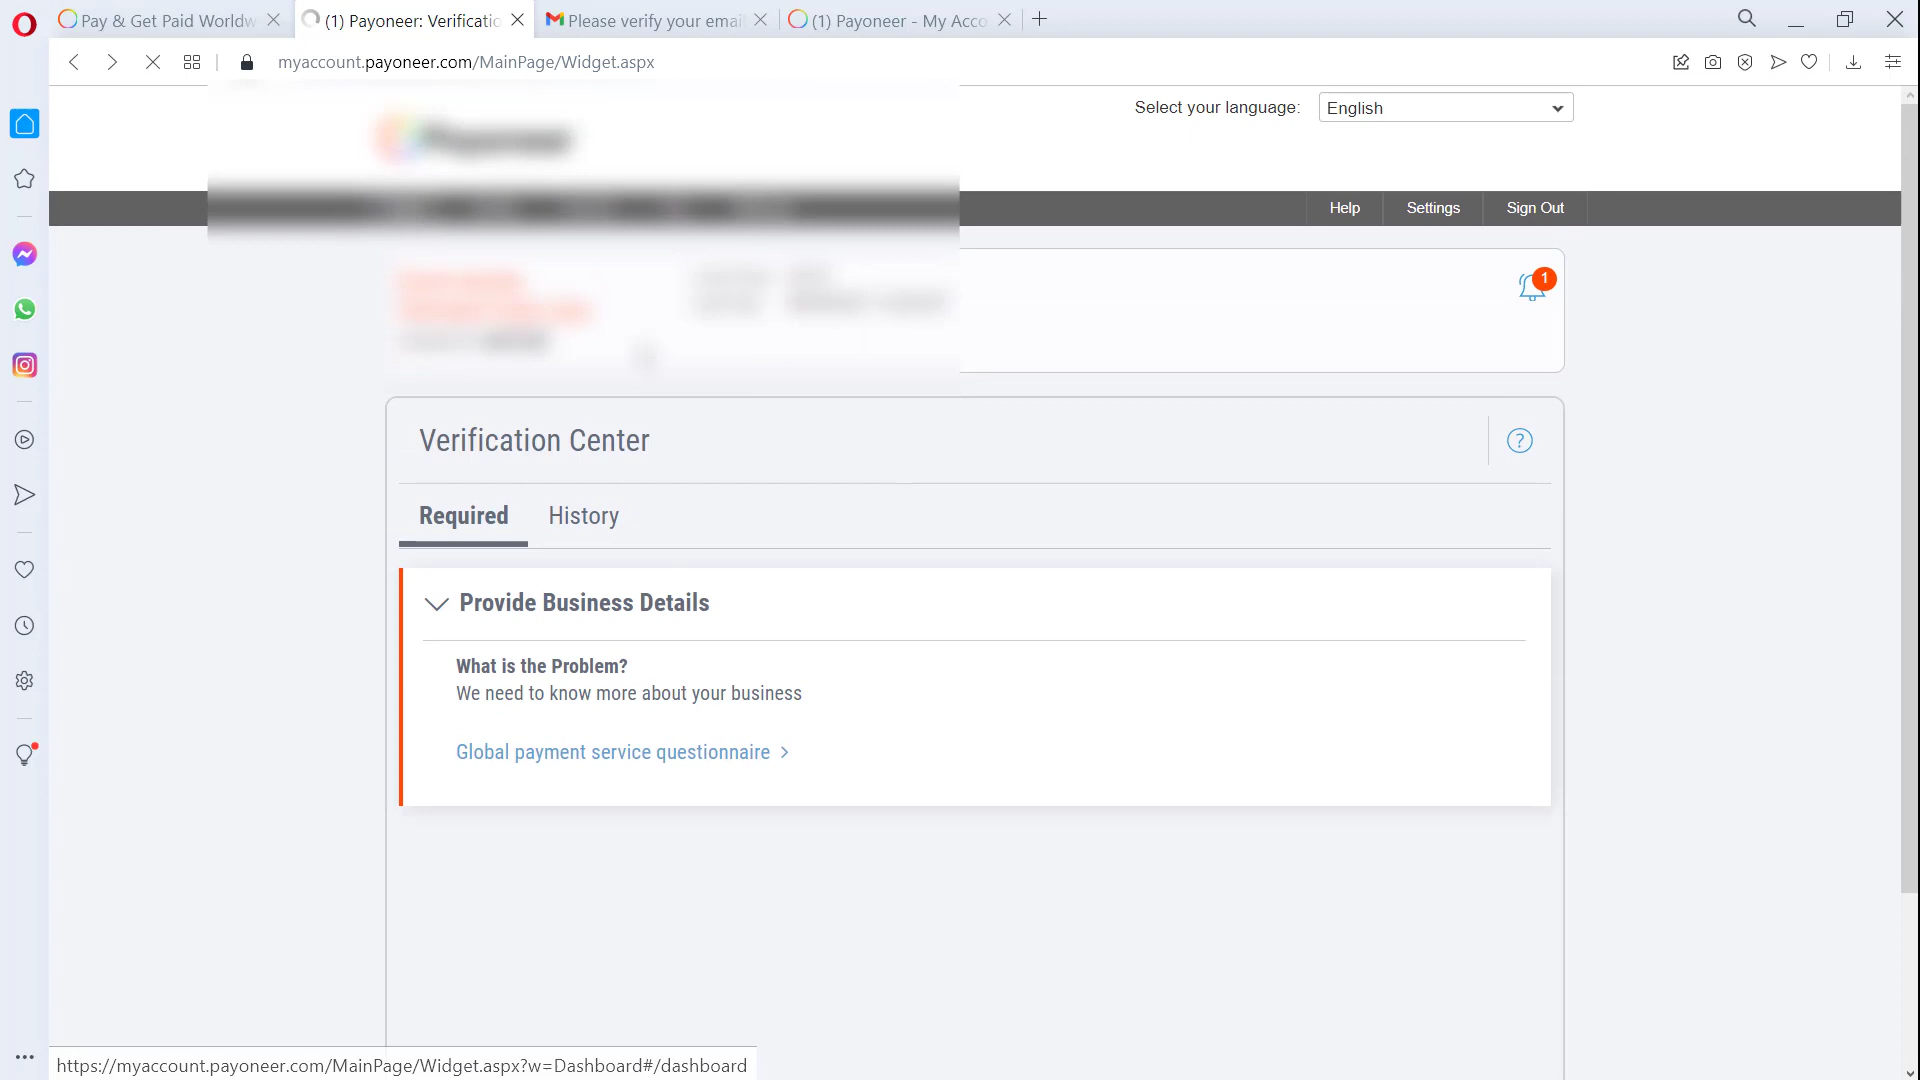 Pay & Get Paid Worldw
(1) Payoneer: Verificatio
Please verify your email
(1) Payoneer - My Acco
myaccount.payoneer.com/MainPage/Widget.aspx
Select your language: English
Payoneer
Help Settings Sign Out
1
Verification Center
?
Required History
Provide Business Details
What is the Problem?
We need to know more about your business
Global payment service questionnaire >
https://myaccount.payoneer.com/MainPage/Widget.aspx?w=Dashboard#/dashboard